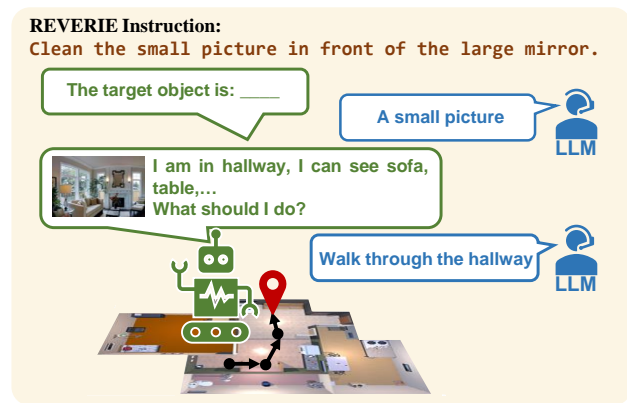 REVERIE Instruction:
Clean the small picture in front of the large mirror.
The target object is: ____
A small picture
LLM
I am in hallway, I can see sofa,
table,...
What should I do?
Walk through the hallway
LLM